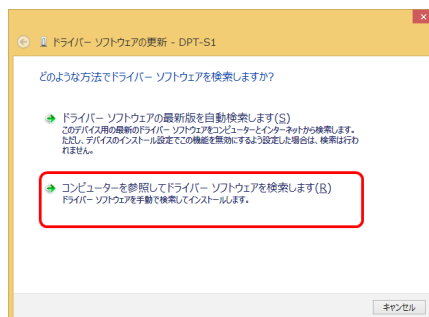 ドライバー ソフトウェアの更新 - DPT-S1
どのような方法でドライバー ソフトウェアを検索しますか?
ドライバー ソフトウェアの最新版を自動検索します(S)
このデバイス用の最新のドライバー ソフトウェアをコンピューターとインターネットから検索します。
ただし、デバイスのインストール設定でこの機能を無効にするよう設定した場合は、検索は行わ
れません。
コンピューターを参照してドライバー ソフトウェアを検索します(R)
ドライバー ソフトウェアを手動で検索してインストールします。
キャンセル